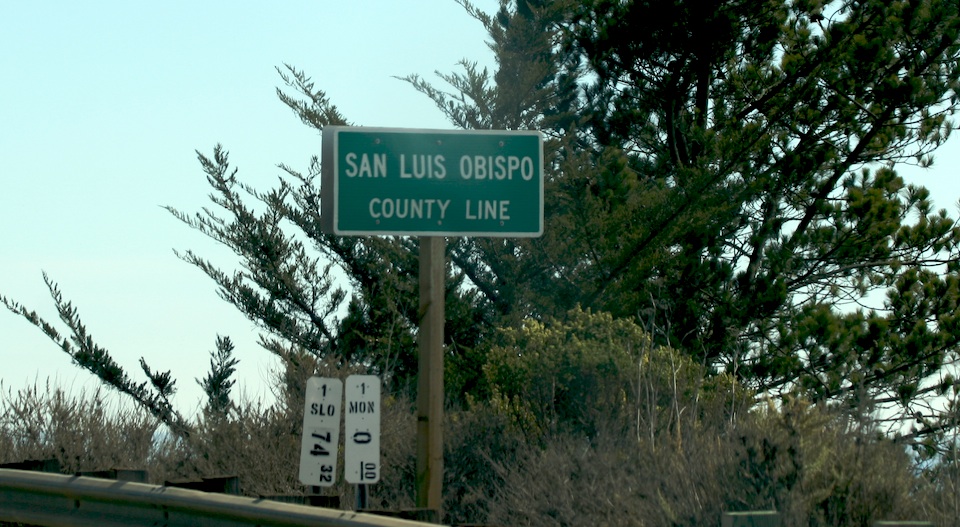 SAN LUIS OBISPO
COUNTY LINE
1
SLO
74
32
1
MON
0
00